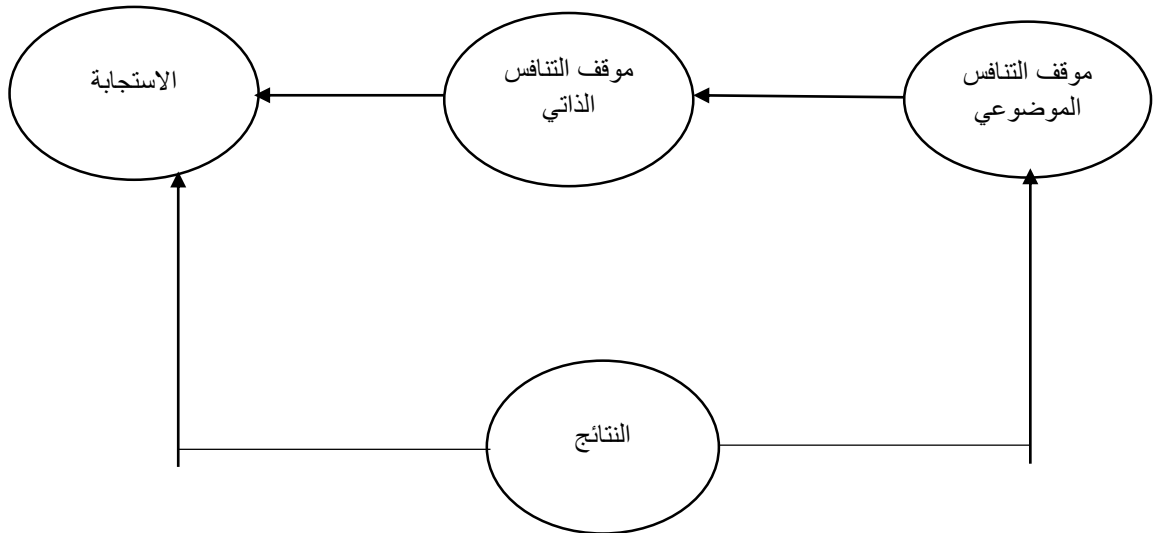 موقف التنافس
الموضوعي
موقف التنافس
الذاتي
الاستجابة
النتائج